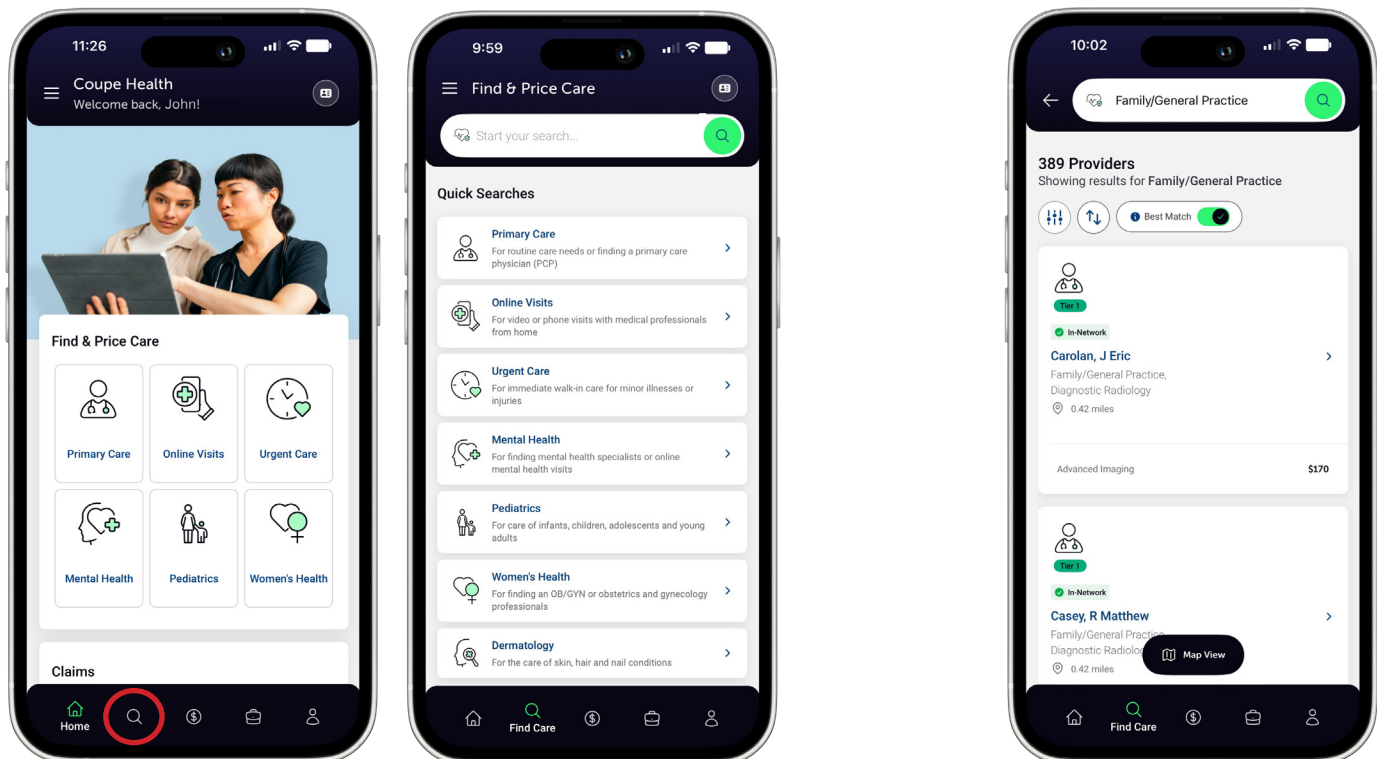 11:26
Coupe Health
Welcome back, John!
Find & Price Care
Primary Care
Online Visits
Urgent Care
Mental Health
Pediatrics
Women's Health
Claims
Home
9:59
Find & Price Care
Start your search...
Quick Searches
Primary Care
For routine care needs or finding a primary care
physician (PCP)
Online Visits
For video or phone visits with medical professionals
from home
Urgent Care
For immediate walk-in care for minor illnesses or
injuries
Mental Health
For finding mental health specialists or online
mental health visits
Pediatrics
For care of infants, children, adolescents and young
adults
Women's Health
For finding an OB/GYN or obstetrics and gynecology
professionals
Dermatology
For the care of skin, hair and nail conditions
Find Care
10:02
Family/General Practice
389 Providers
Showing results for Family/General Practice
Best Match
Tier 1
In-Network
Carolan, J Eric
Family/General Practice,
Diagnostic Radiology
0.42 miles
Advanced Imaging $170
Tier 1
In-Network
Casey, R Matthew
Family/General
Diagnostic
Map View
0.42 miles
Find Care